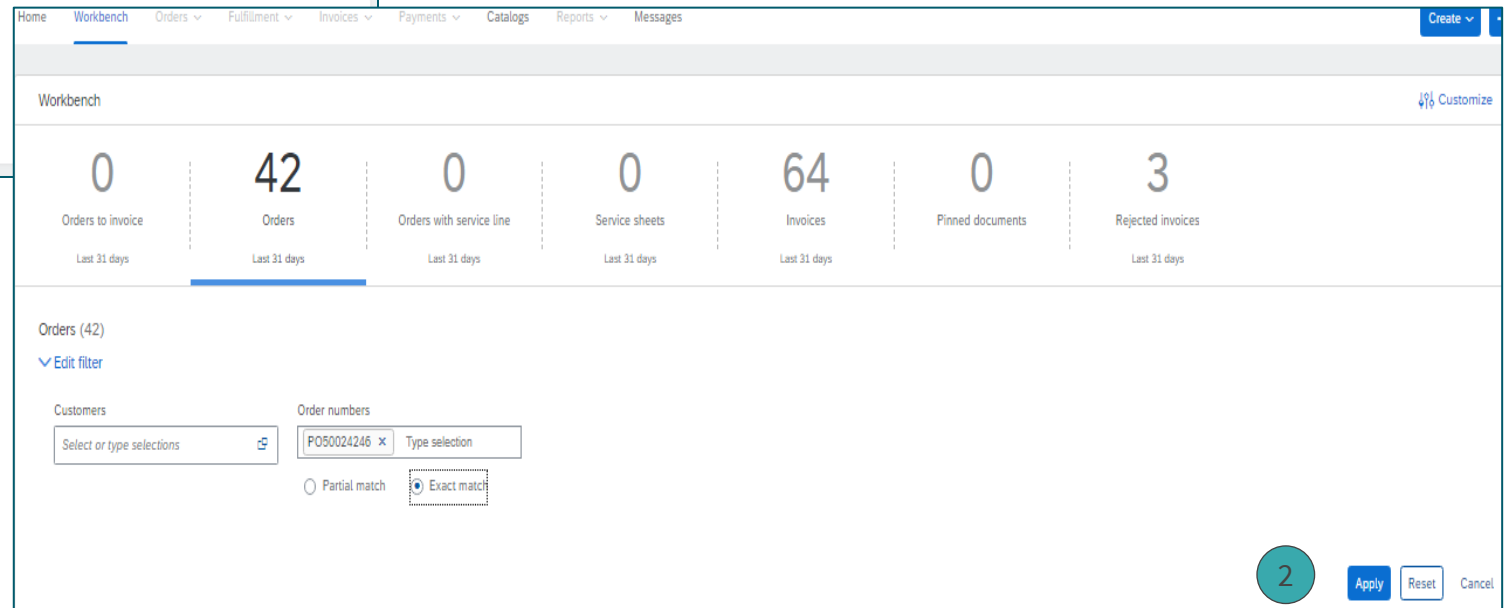 Home Workbench Orders Fulfillment Invoices Payments Catalogs Reports Messages Create
Workbench Customize
0 42 0 0 64 0 3
Orders to invoice Orders Orders with service line Service sheets Invoices Pinned documents Rejected invoices
Last 31 days Last 31 days Last 31 days Last 31 days Last 31 days Last 31 days
Orders (42)
Edit filter
Customers Order numbers
Select or type selections PO50024246 × Type selection
Partial match Exact match
2 Apply Reset Cancel